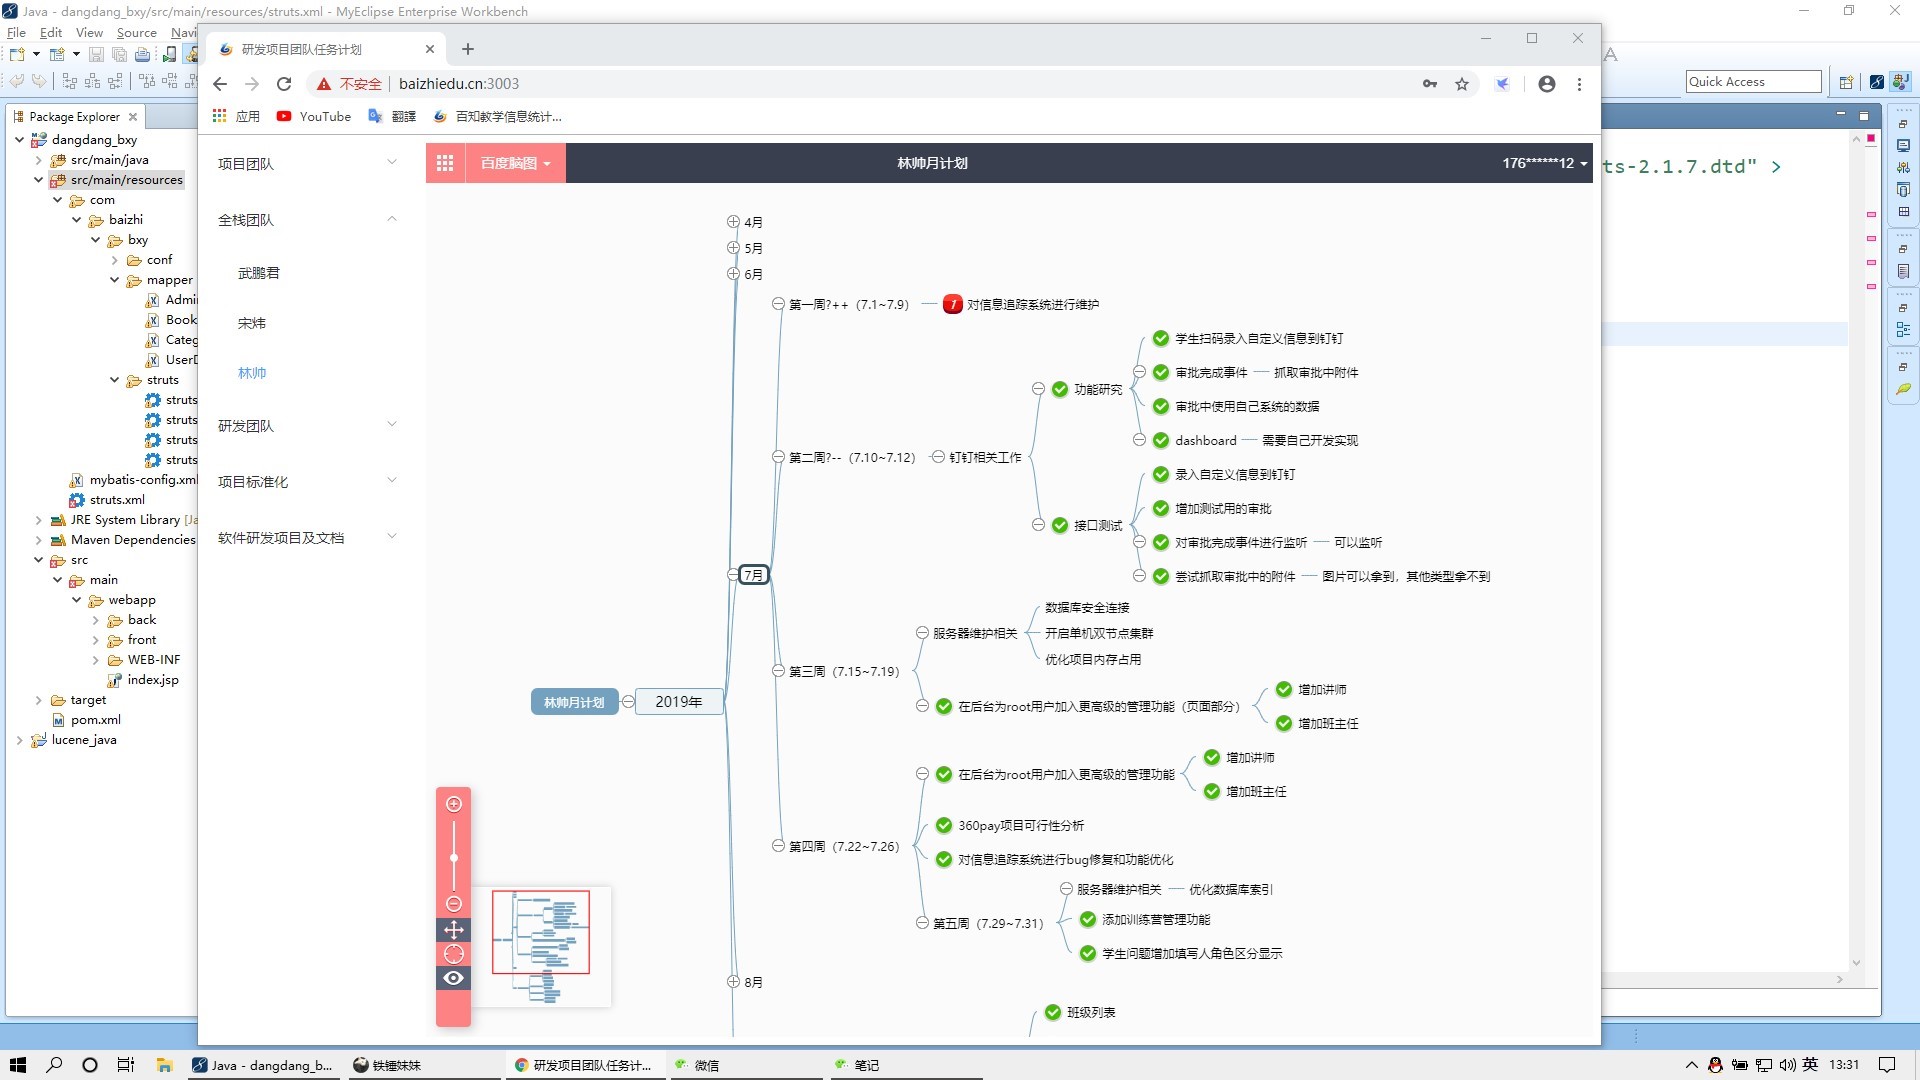 Java - dangdang_bxy/src/main/resources/struts.xml - MyEclipse Enterprise Workbench
File Edit View Source Navi
Quick Access
Package Explorer
dangdang_bxy
src/main/java
src/main/resources
com
baizhi
bxy
conf
mapper
Admi
Book
Categ
UserD
struts
struts
struts
struts
struts
mybatis-config.xml
struts.xml
JRE System Library [Ja
Maven Dependencies
src
main
webapp
back
front
WEB-INF
index.jsp
target
pom.xml
lucene_java
ts-2.1.7.dtd" >
研发项目团队任务计划
不安全 baizhiedu.cn:3003
应用 YouTube 翻譯 百知教学信息统计...
项目团队
全栈团队
武鹏君
宋炜
林帅
研发团队
项目标准化
软件研发项目及文档
百度脑图 林帅月计划 176******12
林帅月计划
2019年
4月
5月
6月
7月
第一周?++（7.1~7.9）
1 对信息追踪系统进行维护
第二周?--（7.10~7.12）
钉钉相关工作
功能研究
学生扫码录入自定义信息到钉钉
审批完成事件 抓取审批中附件
审批中使用自己系统的数据
dashboard 需要自己开发实现
接口测试
录入自定义信息到钉钉
增加测试用的审批
对审批完成事件进行监听 可以监听
尝试抓取审批中的附件 图片可以拿到，其他类型拿不到
第三周（7.15~7.19）
服务器维护相关
数据库安全连接
开启单机双节点集群
优化项目内存占用
在后台为root用户加入更高级的管理功能（页面部分）
增加讲师
增加班主任
第四周（7.22~7.26）
在后台为root用户加入更高级的管理功能
增加讲师
增加班主任
360pay项目可行性分析
对信息追踪系统进行bug修复和功能优化
第五周（7.29~7.31）
服务器维护相关 优化数据库索引
添加训练营管理功能
学生问题增加填写人角色区分显示
8月
班级列表
Java - dangdang_b... 铁锤妹妹 研发项目团队任务计... 微信 笔记 英 13:31